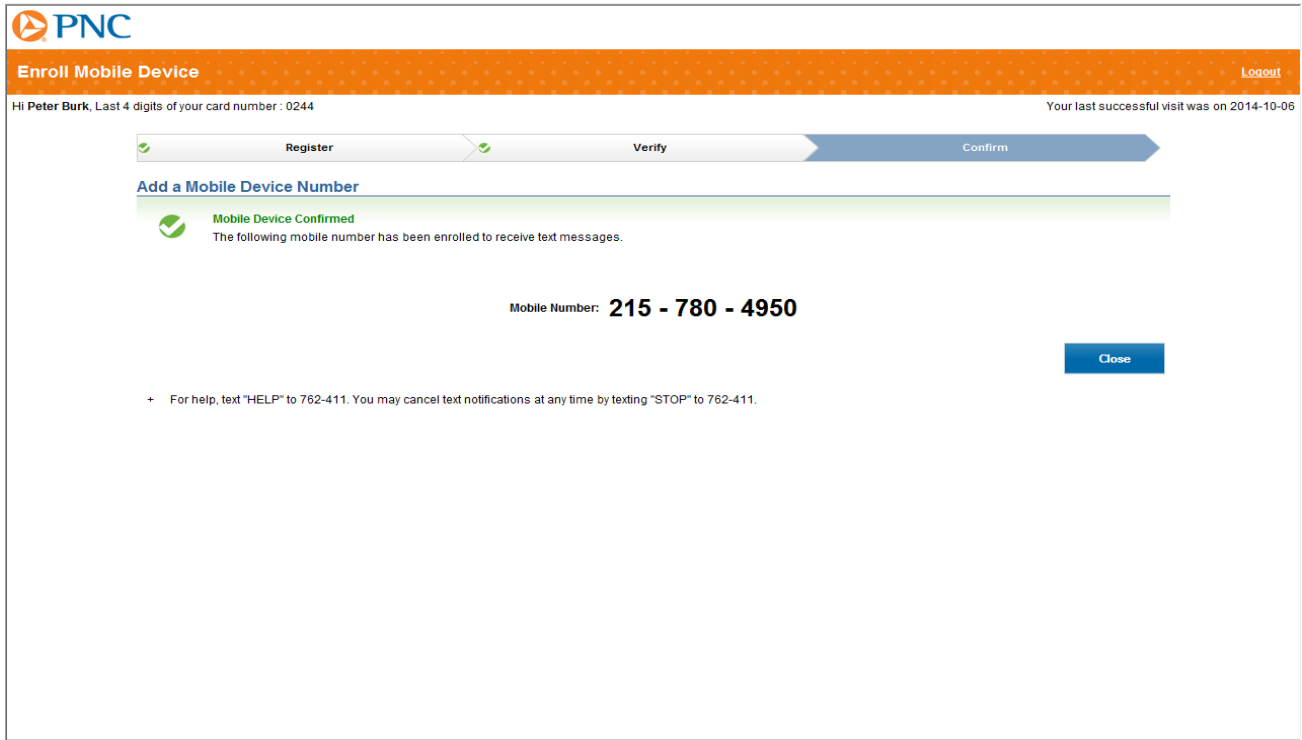 PNC
Enroll Mobile Device
Logout
Hi Peter Burk, Last 4 digits of your card number : 0244
Your last successful visit was on 2014-10-06
Register
Verify
Confirm
Add a Mobile Device Number
Mobile Device Confirmed
The following mobile number has been enrolled to receive text messages.
Mobile Number: 215 - 780 - 4950
Close
+ For help, text "HELP" to 762-411. You may cancel text notifications at any time by texting "STOP" to 762-411.